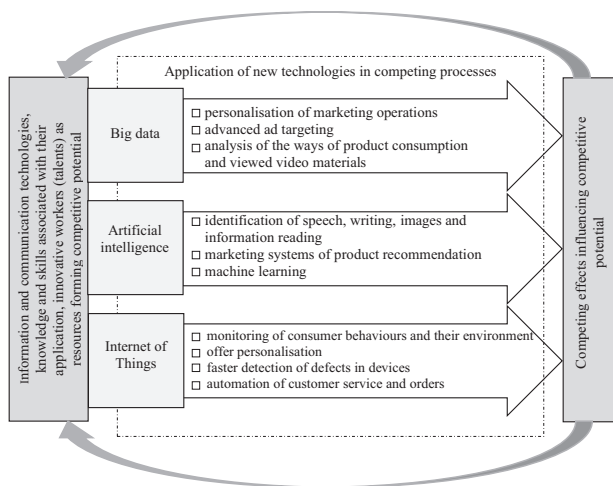 Application of new technologies in competing processes
Information and communication technologies,
knowledge and skills associated with their
application, innovative workers (talents) as
resources forming competitive potential
Big data
□ personalisation of marketing operations
□ advanced ad targeting
□ analysis of the ways of product consumption
and viewed video materials
Artificial
intelligence
□ identification of speech, writing, images and
information reading
□ marketing systems of product recommendation
□ machine learning
Internet of
Things
□ monitoring of consumer behaviours and their environment
□ offer personalisation
□ faster detection of defects in devices
□ automation of customer service and orders
Competing effects influencing competitive
potential